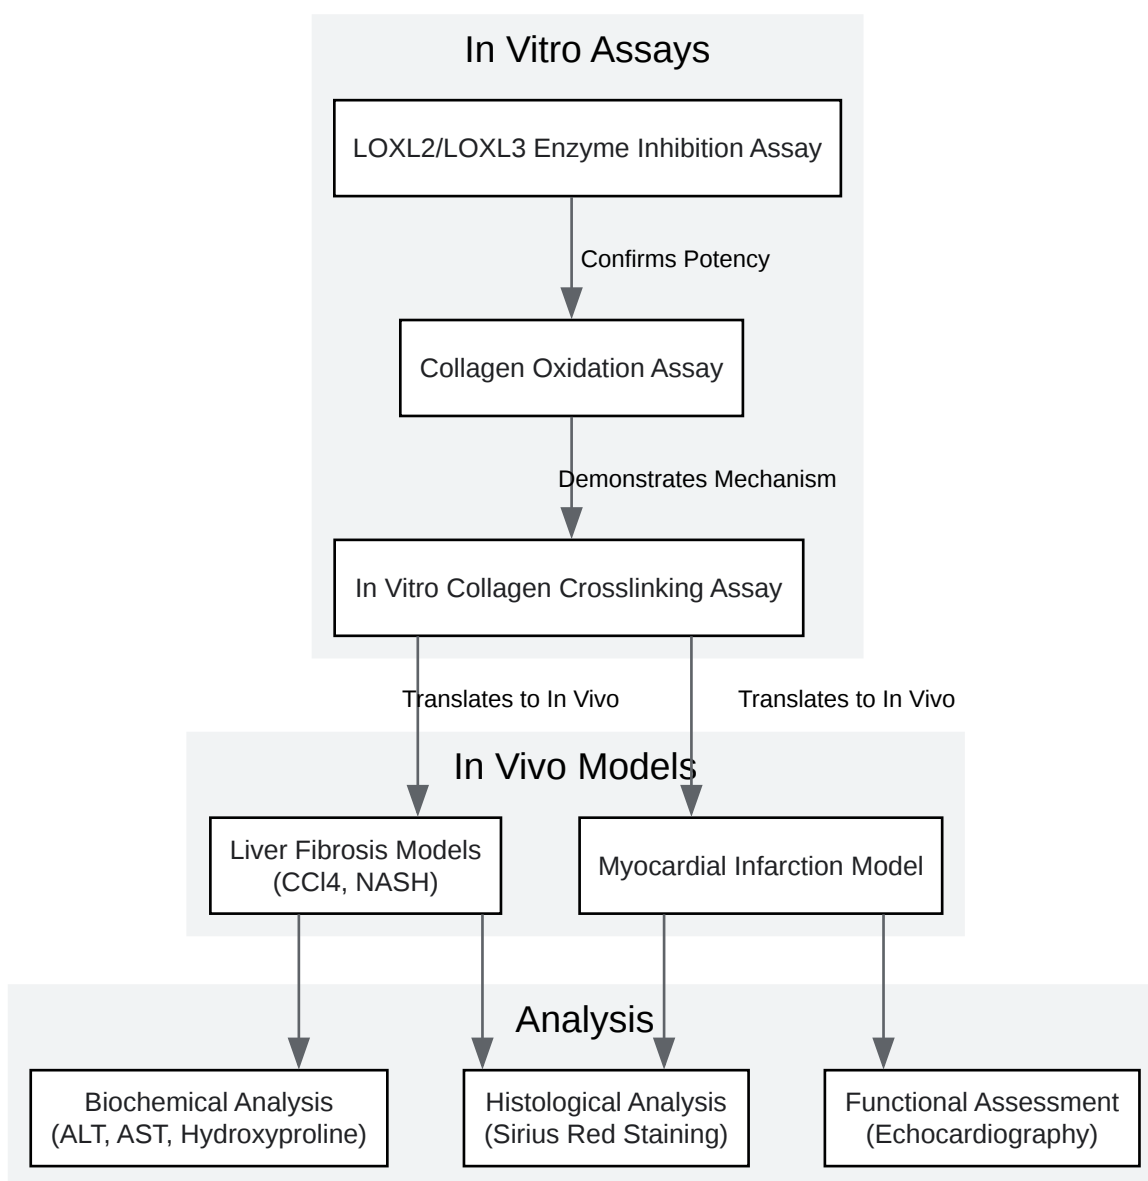 In Vitro Assays
LOXL2/LOXL3 Enzyme Inhibition Assay
Confirms Potency
Collagen Oxidation Assay
Demonstrates Mechanism
In Vitro Collagen Crosslinking Assay
Translates to In Vivo
Translates to In Vivo
In Vivo Models
Liver Fibrosis Models
(CCl4, NASH)
Myocardial Infarction Model
Analysis
Biochemical Analysis
(ALT, AST, Hydroxyproline)
Histological Analysis
(Sirius Red Staining)
Functional Assessment
(Echocardiography)